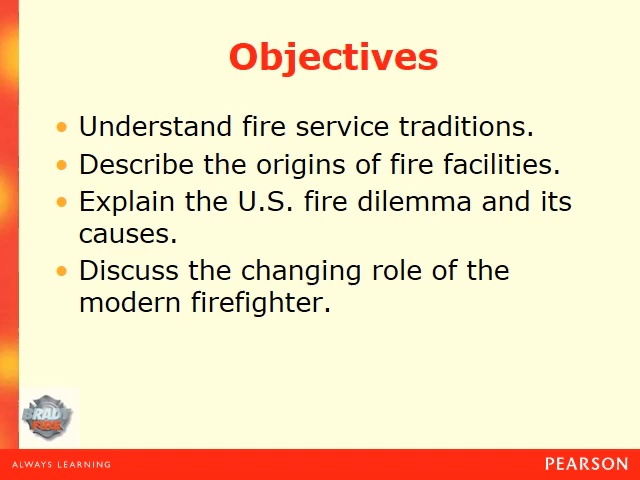 Objectives
• Understand fire service traditions.
• Describe the origins of fire facilities.
• Explain the U.S. fire dilemma and its
causes.
• Discuss the changing role of the
modern firefighter.
BRADY
FIRE
ALWAYS LEARNING
PEARSON